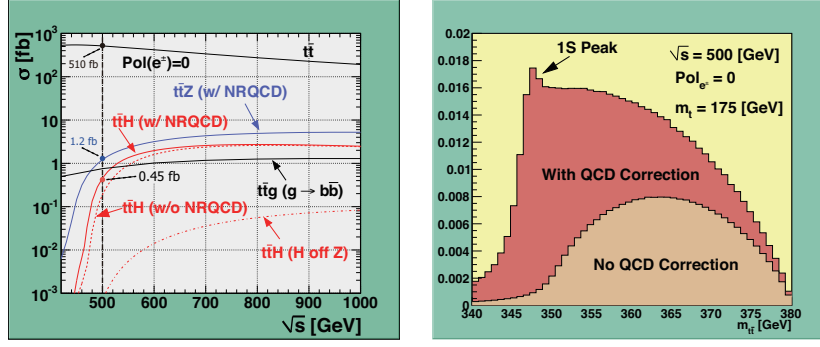 σ [fb]
10³
10²
10
1
10⁻¹
10⁻²
10⁻³
510 fb
Pol(e±)=0
tt̄
tt̄Z (w/ NRQCD)
tt̄H (w/ NRQCD)
1.2 fb
0.45 fb
tt̄g (g → bb̄)
tt̄H (w/o NRQCD)
tt̄H (H off Z)
500 600 700 800 900 1000
√s [GeV]
0.02
0.018
0.016
0.014
0.012
0.01
0.008
0.006
0.004
0.002
0
1S Peak
√s = 500 [GeV]
Pol e± = 0
mt = 175 [GeV]
With QCD Correction
No QCD Correction
340 345 350 355 360 365 370 375 380
mtt̄ [GeV]